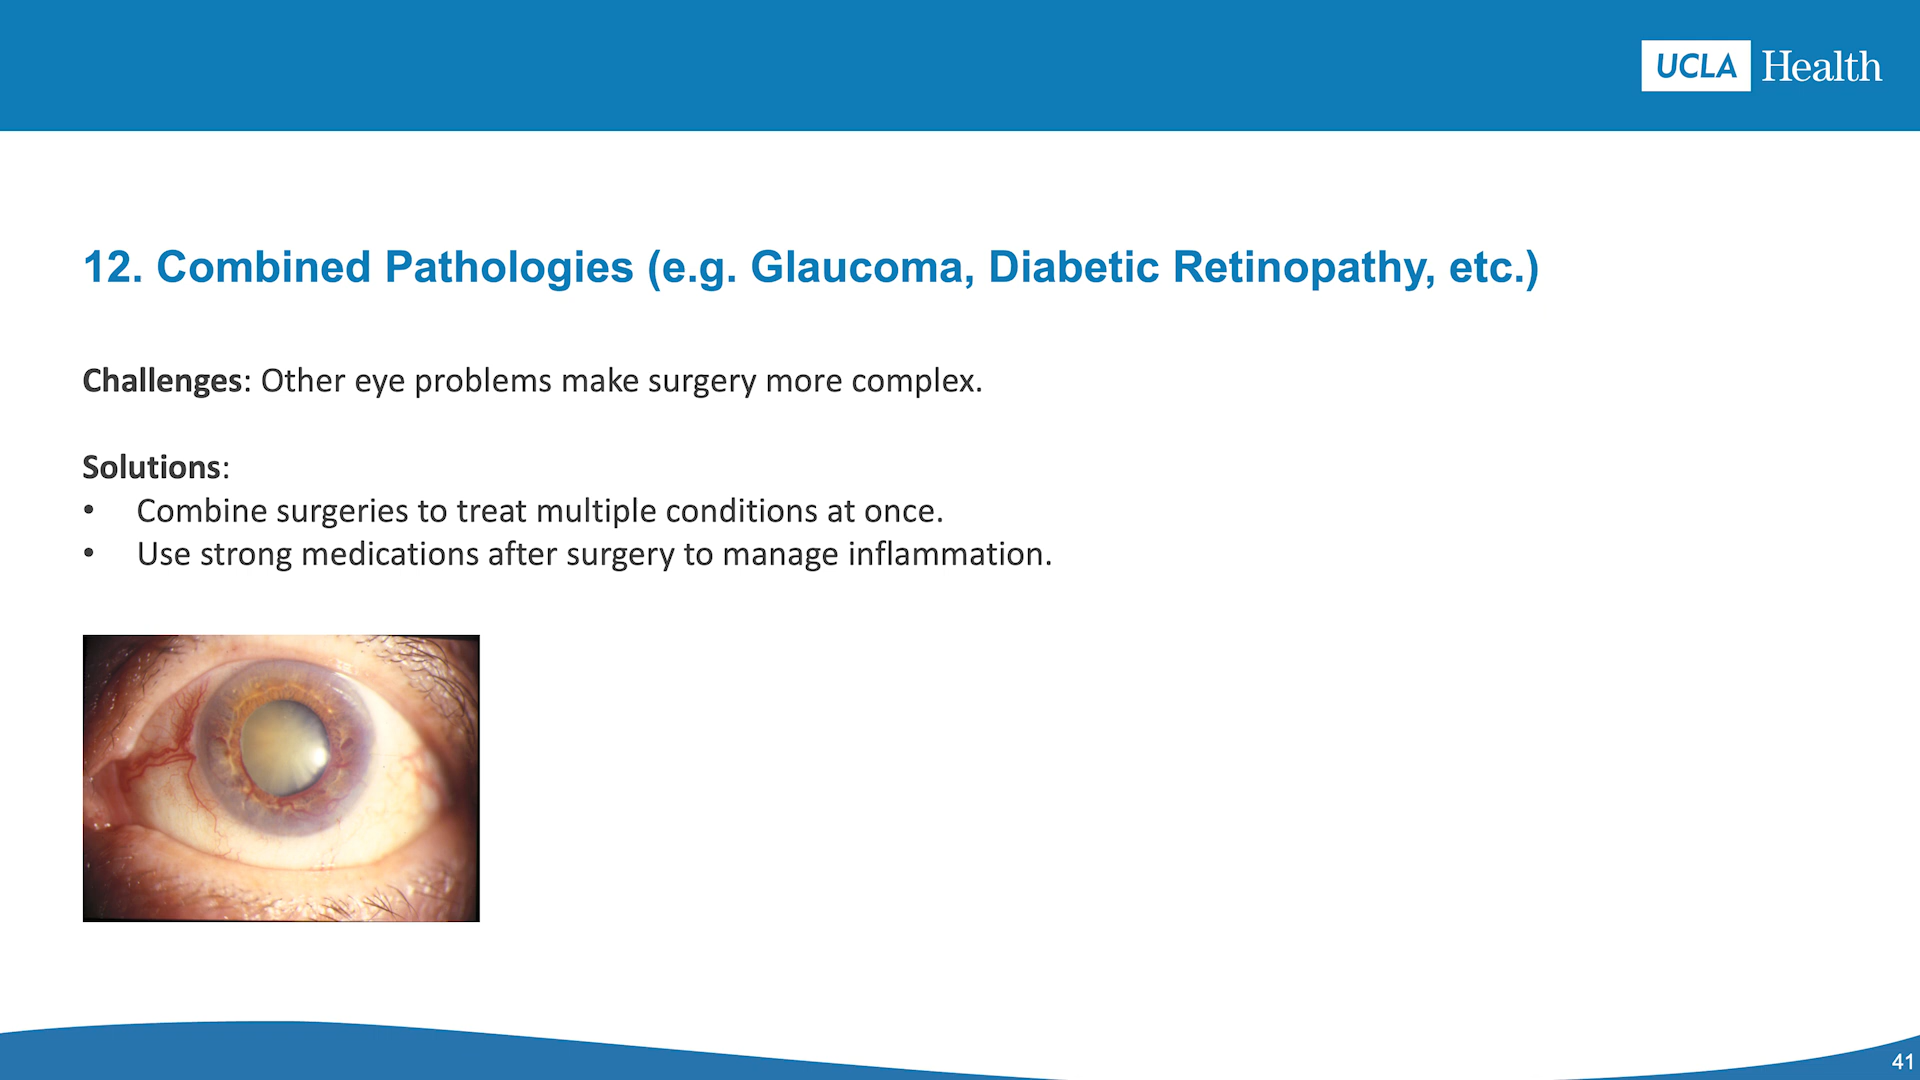 UCLA Health
12. Combined Pathologies (e.g. Glaucoma, Diabetic Retinopathy, etc.)
Challenges: Other eye problems make surgery more complex.
Solutions:
• Combine surgeries to treat multiple conditions at once.
• Use strong medications after surgery to manage inflammation.
41